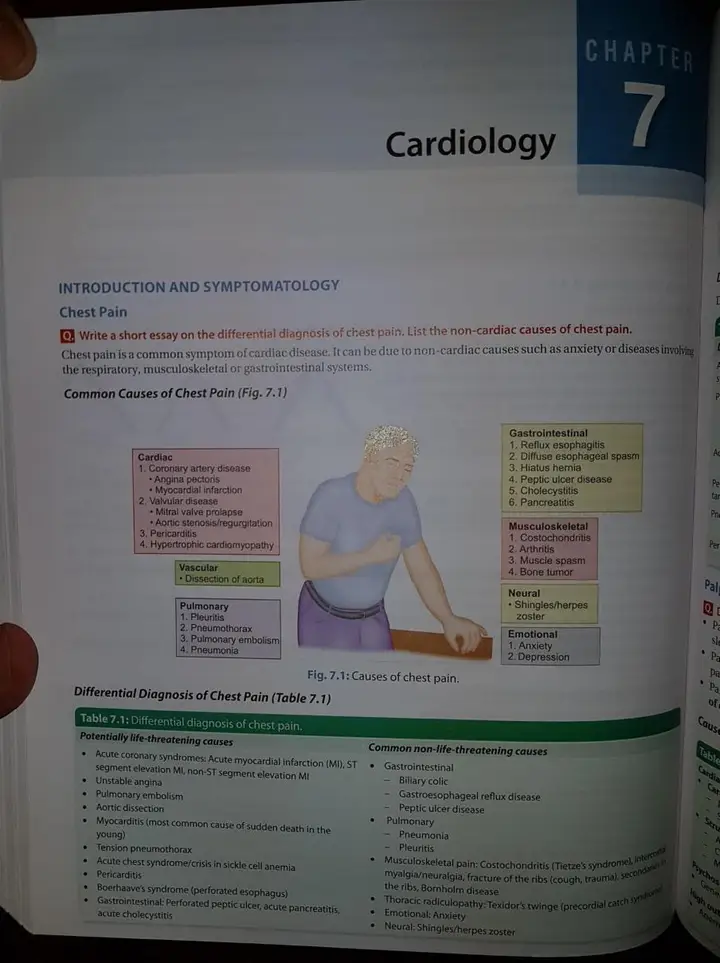 CHAPTER
7
Cardiology
INTRODUCTION AND SYMPTOMATOLOGY
Chest Pain
Q. Write a short essay on the differential diagnosis of chest pain. List the non-cardiac causes of chest pain.
Chest pain is a common symptom of cardiac disease. It can be due to non-cardiac causes such as anxiety or diseases involving
the respiratory, musculoskeletal or gastrointestinal systems.
Common Causes of Chest Pain (Fig. 7.1)
Cardiac
1. Coronary artery disease
• Angina pectoris
• Myocardial infarction
2. Valvular disease
• Mitral valve prolapse
• Aortic stenosis/regurgitation
3. Pericarditis
4. Hypertrophic cardiomyopathy
Vascular
• Dissection of aorta
Pulmonary
1. Pleuritis
2. Pneumothorax
3. Pulmonary embolism
4. Pneumonia
Gastrointestinal
1. Reflux esophagitis
2. Diffuse esophageal spasm
3. Hiatus hernia
4. Peptic ulcer disease
5. Cholecystitis
6. Pancreatitis
Musculoskeletal
1. Costochondritis
2. Arthritis
3. Muscle spasm
4. Bone tumor
Neural
• Shingles/herpes
zoster
Emotional
1. Anxiety
2. Depression
Fig. 7.1: Causes of chest pain.
Differential Diagnosis of Chest Pain (Table 7.1)
Table 7.1: Differential diagnosis of chest pain.
Potentially life-threatening causes
• Acute coronary syndromes: Acute myocardial infarction (MI), ST
segment elevation MI, non-ST segment elevation MI
• Unstable angina
• Pulmonary embolism
• Aortic dissection
• Myocarditis (most common cause of sudden death in the
young)
• Tension pneumothorax
• Acute chest syndrome/crisis in sickle cell anemia
• Pericarditis
• Boerhaave's syndrome (perforated esophagus)
• Gastrointestinal: Perforated peptic ulcer, acute pancreatitis,
acute cholecystitis
Common non-life-threatening causes
• Gastrointestinal
– Biliary colic
– Gastroesophageal reflux disease
– Peptic ulcer disease
• Pulmonary
– Pneumonia
– Pleuritis
• Musculoskeletal pain: Costochondritis (Tietze's syndrome), intercostal
myalgia/neuralgia, fracture of the ribs (cough, trauma), secondaries in
the ribs, Bornholm disease
• Thoracic radiculopathy: Texidor's twinge (precordial catch syndrome)
• Emotional: Anxiety
• Neural: Shingles/herpes zoster